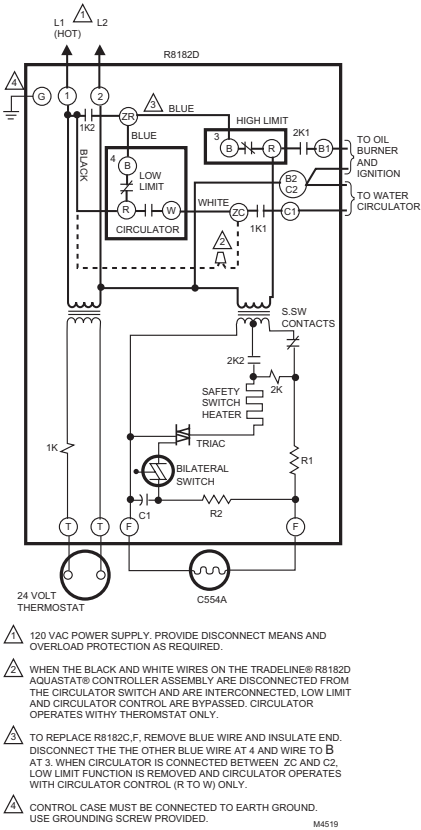 1
L1 L2
(HOT)
R8182D
4
G 1 2
3
BLUE
ZR
1K2
BLUE
HIGH LIMIT
3
B R
2K1
B1
TO OIL
BURNER
AND
IGNITION
BLACK
4
B
LOW
LIMIT
B2
C2
TO WATER
CIRCULATOR
R W
WHITE
ZC
C1
CIRCULATOR
1K1
2
S.SW
CONTACTS
2K2
2K
SAFETY
SWITCH
HEATER
TRIAC
1K
BILATERAL
SWITCH
R1
C1
R2
T T F F
24 VOLT
THERMOSTAT
C554A
1 120 VAC POWER SUPPLY. PROVIDE DISCONNECT MEANS AND
OVERLOAD PROTECTION AS REQUIRED.
2 WHEN THE BLACK AND WHITE WIRES ON THE TRADELINE® R8182D
AQUASTAT® CONTROLLER ASSEMBLY ARE DISCONNECTED FROM
THE CIRCULATOR SWITCH AND ARE INTERCONNECTED, LOW LIMIT
AND CIRCULATOR CONTROL ARE BYPASSED. CIRCULATOR
OPERATES WITHY THEROMSTAT ONLY.
3 TO REPLACE R8182C,F, REMOVE BLUE WIRE AND INSULATE END.
DISCONNECT THE THE OTHER BLUE WIRE AT 4 AND WIRE TO B
AT 3. WHEN CIRCULATOR IS CONNECTED BETWEEN ZC AND C2,
LOW LIMIT FUNCTION IS REMOVED AND CIRCULATOR OPERATES
WITH CIRCULATOR CONTROL (R TO W) ONLY.
4 CONTROL CASE MUST BE CONNECTED TO EARTH GROUND.
USE GROUNDING SCREW PROVIDED.
M4519